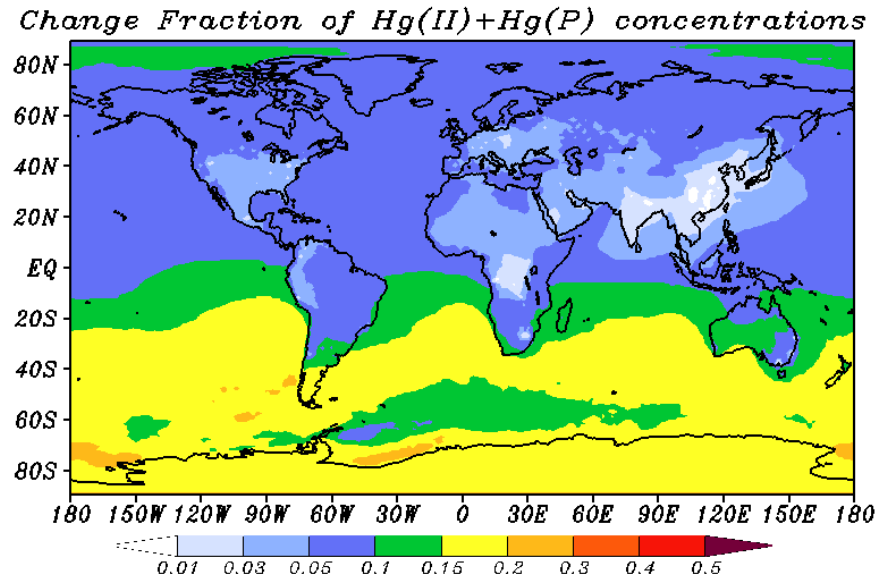 Change Fraction of Hg(II)+Hg(P) concentrations
80N
60N
40N
20N
EQ
20S
40S
60S
80S
180 150W 120W 90W 60W 30W 0 30E 60E 90E 120E 150E 180
0.01 0.03 0.05 0.1 0.15 0.2 0.3 0.4 0.5